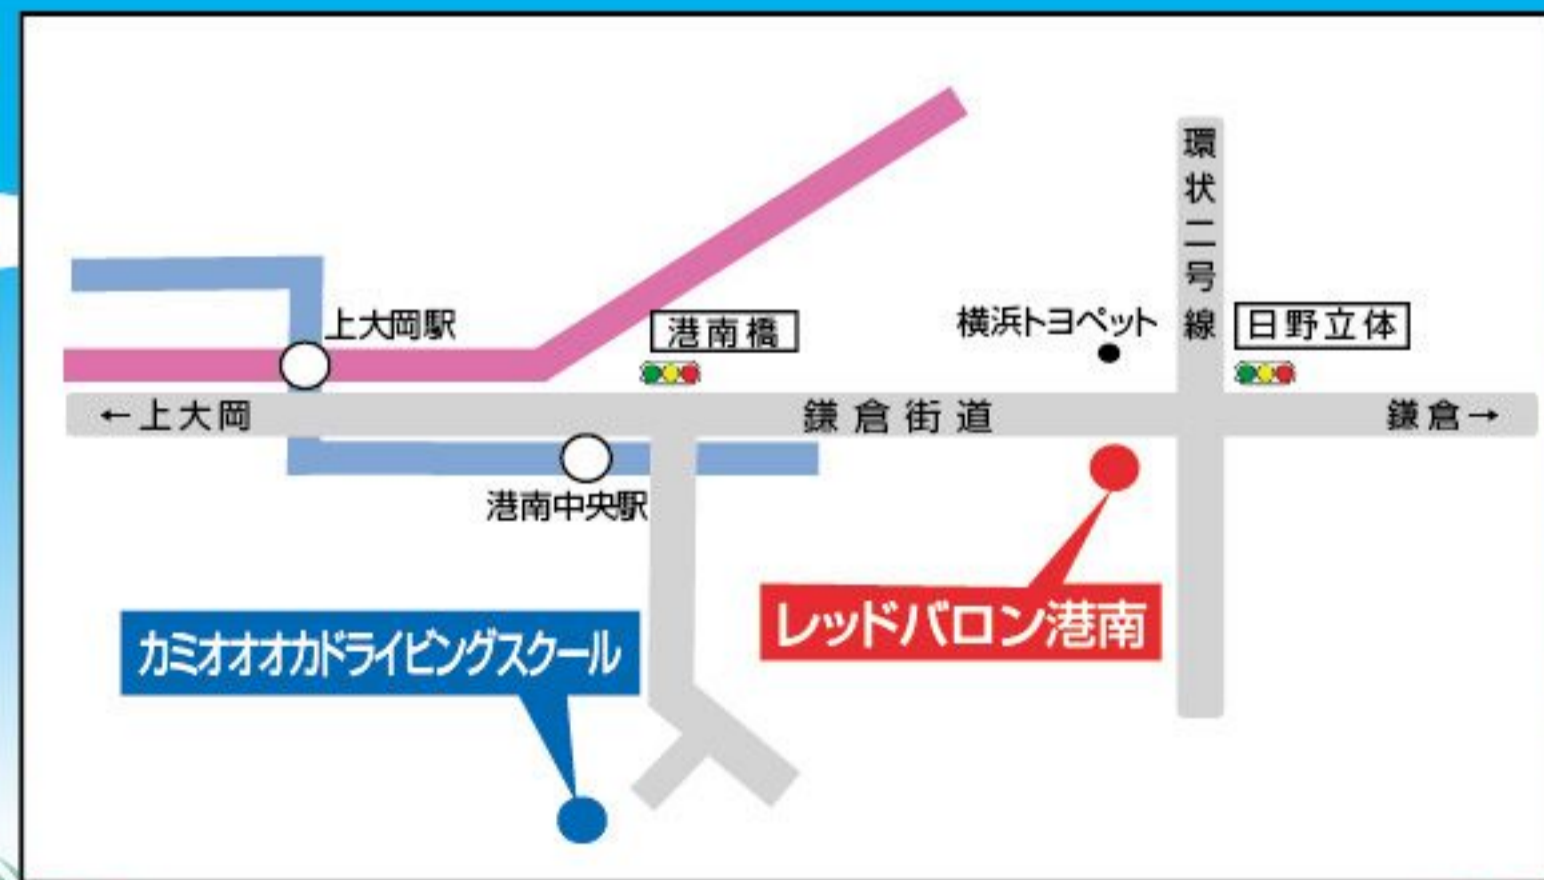 環状二号線
上大岡駅
港南橋
横浜トヨペット
日野立体
←上大岡
鎌倉街道
鎌倉→
港南中央駅
レッドバロン港南
カミオオオカドライビングスクール